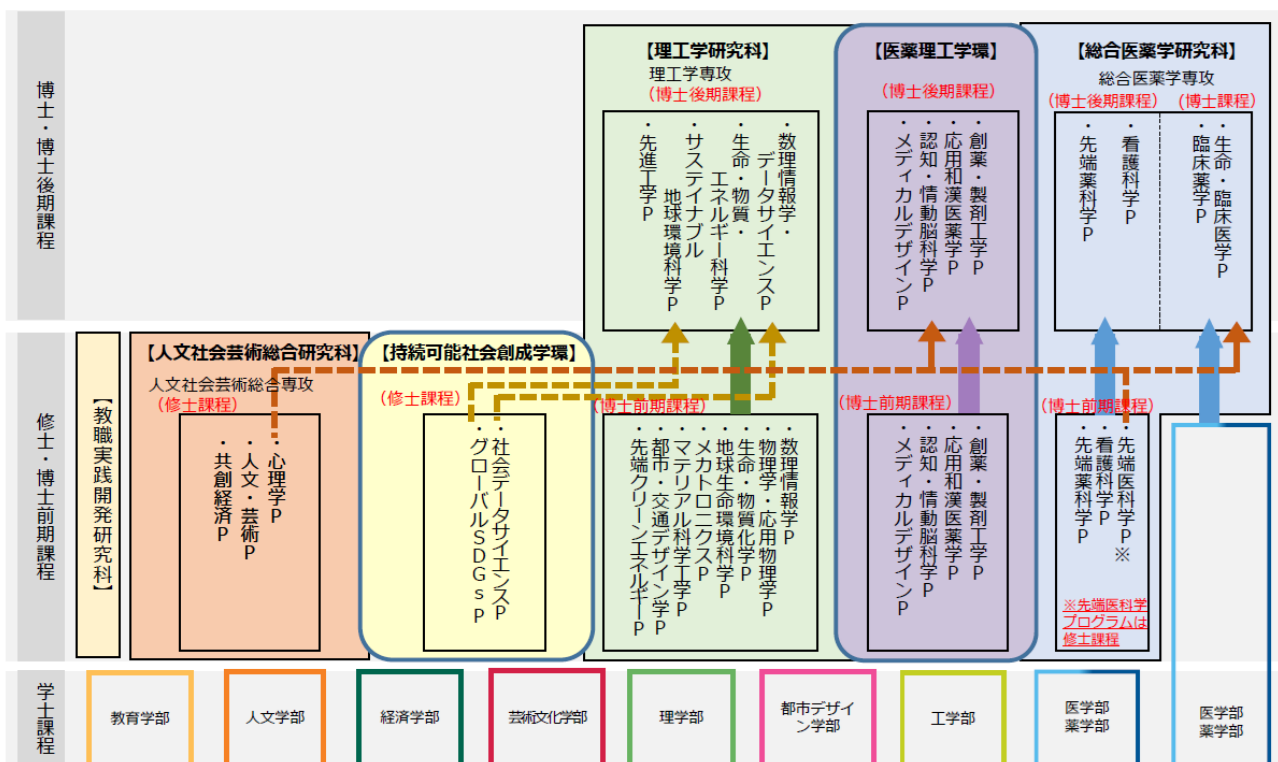 博士・博士後期課程
【理工学研究科】
理工学専攻
（博士後期課程）
・数理情報学・
データサイエンスP
・生命・物質・
エネルギー科学P
・サステイナブル
地球環境科学P
・先進工学P
【医薬理工学環】
（博士後期課程）
・創薬・製剤工学P
・応用和漢医薬学P
・認知・情動脳科学P
・メディカルデザインP
【総合医薬学研究科】
総合医薬学専攻
（博士後期課程）
（博士課程）
・生命・臨床医学P
・臨床薬学P
・看護科学P
・先端薬科学P
修士・博士前期課程
【教職実践開発研究科】
【人文社会芸術総合研究科】
人文社会芸術総合専攻
（修士課程）
・心理学P
・人文・芸術P
・共創経済P
【持続可能社会創成学環】
（修士課程）
・社会データサイエンスP
・グローバルSDGsP
（博士前期課程）
・数理情報学P
・物理学・応用物理学P
・生命・物質化学P
・地球生命環境科学P
・メカトロニクスP
・マテリアル科学工学P
・都市・交通デザイン学P
・先端クリーンエネルギーP
（博士前期課程）
・創薬・製剤工学P
・応用和漢医薬学P
・認知・情動脳科学P
・メディカルデザインP
（博士前期課程）
・先端医科学P※
・看護科学P
・先端薬科学P
※先端医科学
プログラムは
修士課程
学士課程
教育学部
人文学部
経済学部
芸術文化学部
理学部
都市デザイ
ン学部
工学部
医学部
薬学部
医学部
薬学部